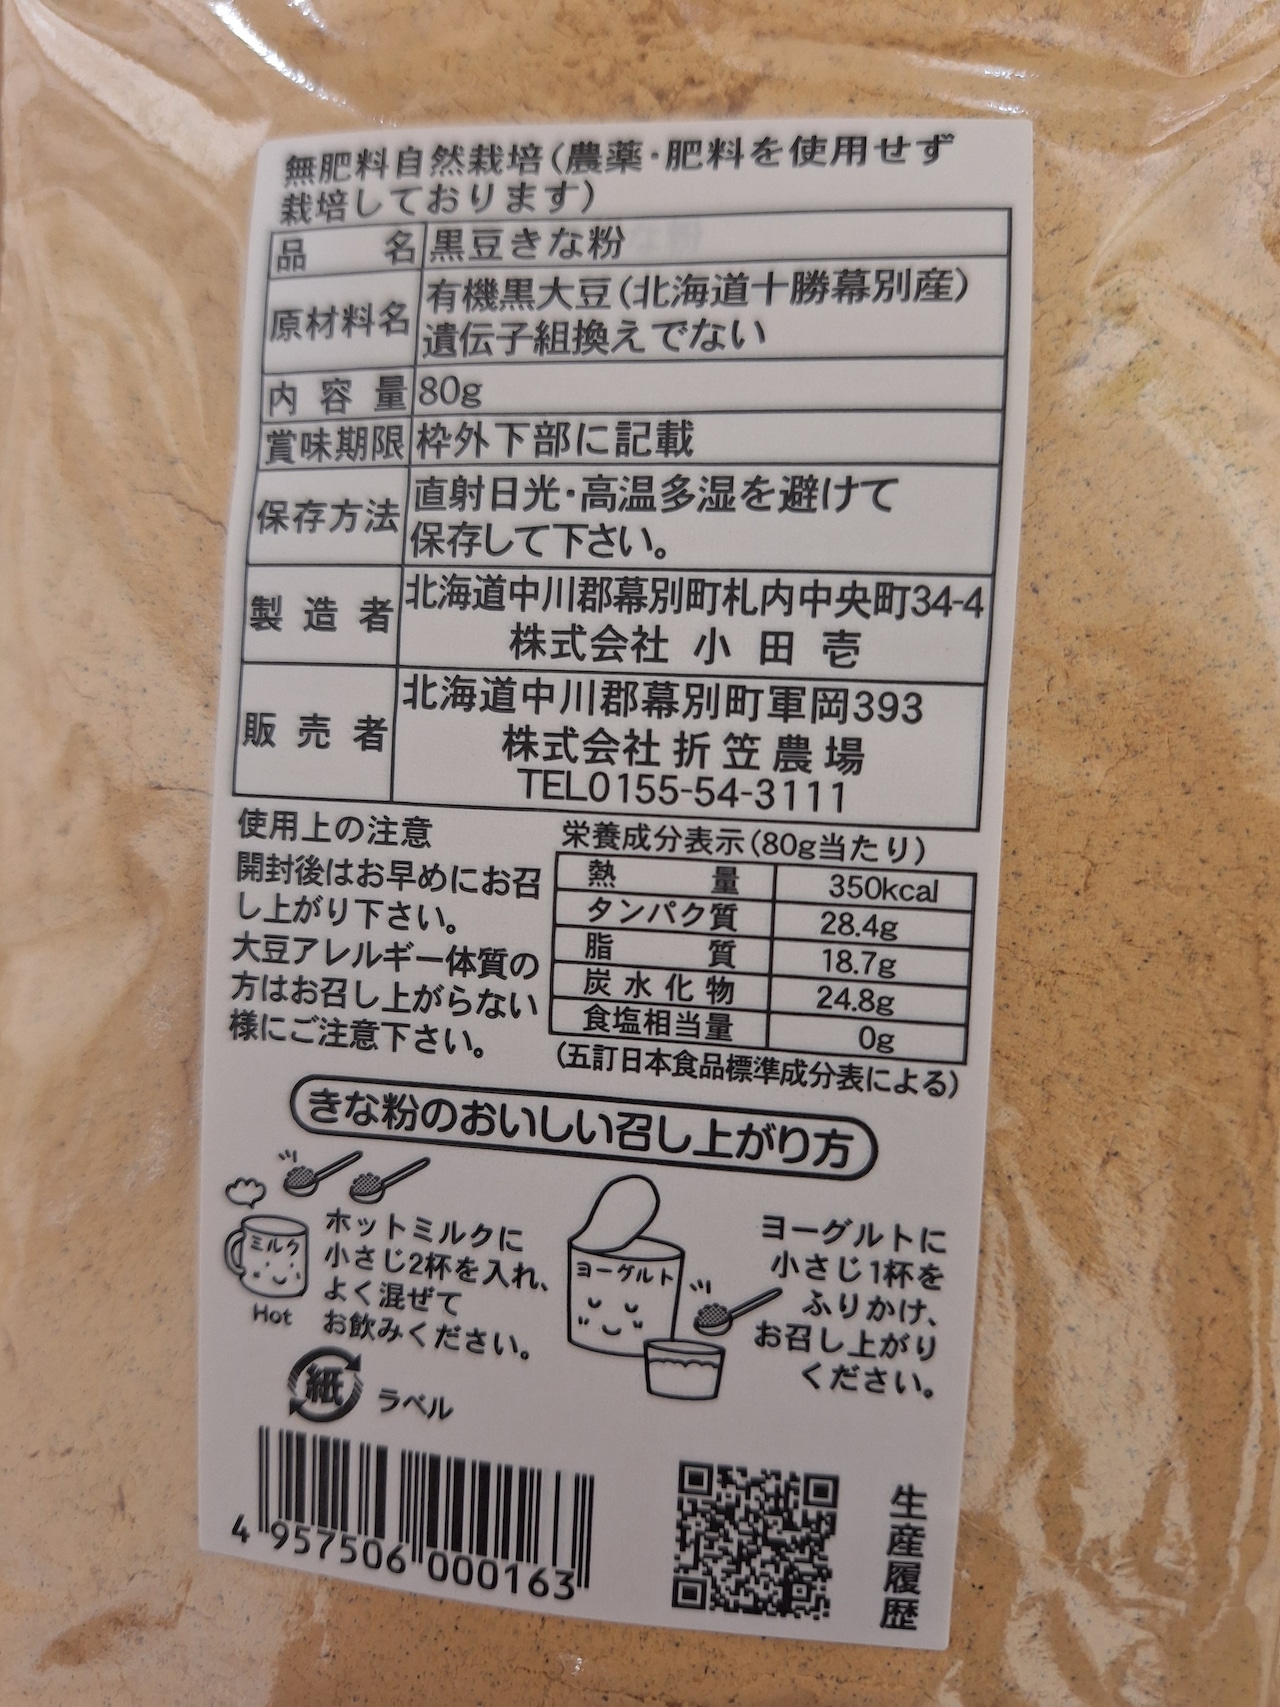 無肥料自然栽培(農薬・肥料を使用せず
栽培しております)
品名 黒豆きな粉
原材料名 有機黒大豆(北海道十勝幕別産)
遺伝子組換えでない
内容量 80g
賞味期限 枠外下部に記載
保存方法 直射日光・高温多湿を避けて
保存して下さい。
製造者 北海道中川郡幕別町札内中央町34-4
株式会社 小田壱
販売者 北海道中川郡幕別町軍岡393
株式会社 折笠農場
TEL0155-54-3111
使用上の注意
開封後はお早めにお召
し上がり下さい。
大豆アレルギー体質の
方はお召し上がらない
様にご注意下さい。
栄養成分表示(80g当たり)
熱量 350kcal
タンパク質 28.4g
脂質 18.7g
炭水化物 24.8g
食塩相当量 0g
(五訂日本食品標準成分表による)
きな粉のおいしい召し上がり方
ミルク
Hot
ホットミルクに
小さじ2杯を入れ、
よく混ぜて
お飲みください。
ヨーグルト
ヨーグルトに
小さじ1杯を
ふりかけ、
お召し上がり
ください。
紙 ラベル
4 957506 000163
生産履歴